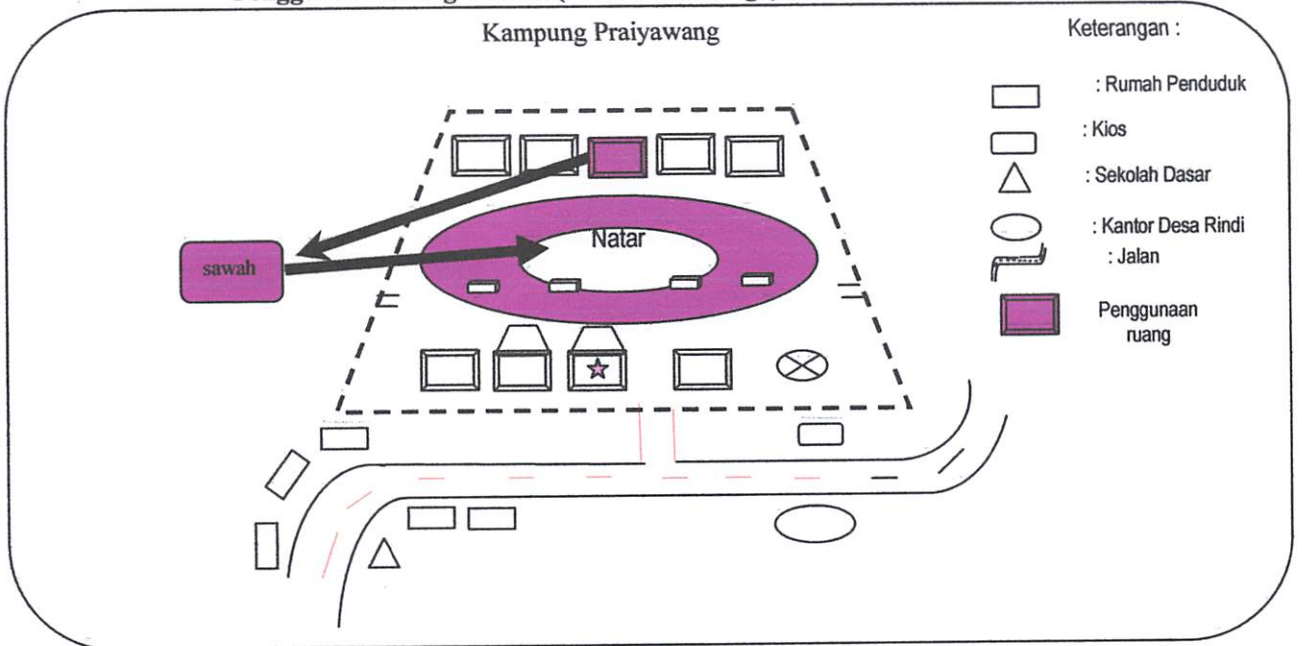 Kampung Praiyawang
Keterangan :
: Rumah Penduduk
: Kios
: Sekolah Dasar
: Kantor Desa Rindi
: Jalan
Penggunaan
ruang
Natar
sawah